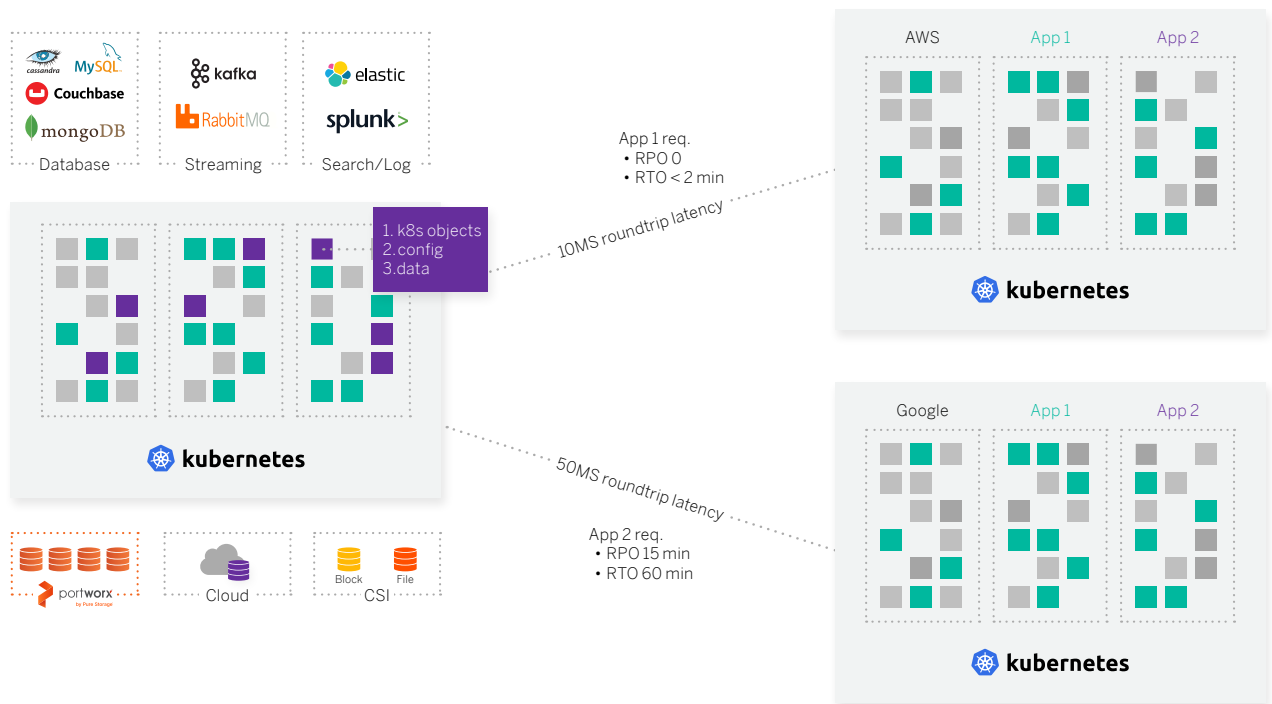 cassandra
MySQL
Couchbase
mongoDB
Database
kafka
RabbitMQ
Streaming
elastic
splunk>
Search/Log
1. k8s objects
2. config
3.data
kubernetes
portworx
by Pure Storage
Cloud
Block
File
CSI
App 1 req.
• RPO 0
• RTO < 2 min
10MS roundtrip latency
50MS roundtrip latency
App 2 req.
• RPO 15 min
• RTO 60 min
AWS
App 1
App 2
kubernetes
Google
App 1
App 2
kubernetes